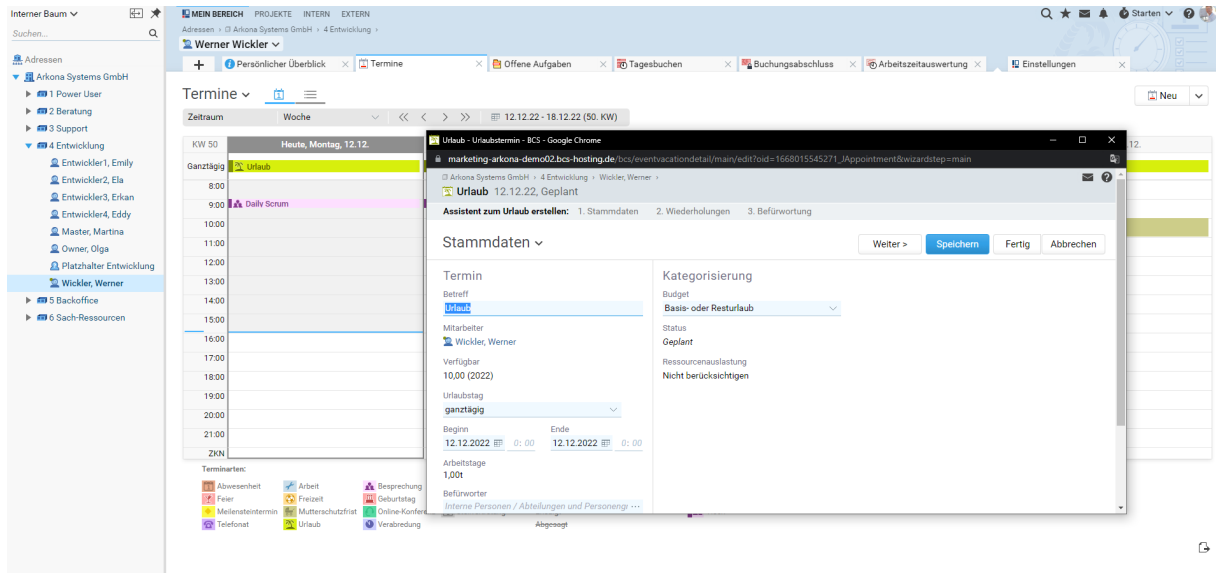 Interner Baum
Suchen...
Adressen
Arkona Systems GmbH
1 Power User
2 Beratung
3 Support
4 Entwicklung
Entwickler1, Emily
Entwickler2, Ela
Entwickler3, Erkan
Entwickler4, Eddy
Master, Martina
Owner, Olga
Platzhalter Entwicklung
Wickler, Werner
5 Backoffice
6 Sach-Ressourcen
MEIN BEREICH PROJEKTE INTERN EXTERN
Starten
Adressen › Arkona Systems GmbH › 4 Entwicklung ›
Werner Wickler
+ Persönlicher Überblick × Termine × Offene Aufgaben × Tagesbuchen × Buchungsabschluss × Arbeitszeitauswertung × Einstellungen ×
Termine
Neu
Zeitraum Woche 12.12.22 - 18.12.22 (50. KW)
KW 50 Heute, Montag, 12.12.
12.
Ganztägig Urlaub
8:00
9:00 Daily Scrum
10:00
11:00
12:00
13:00
14:00
15:00
16:00
17:00
18:00
19:00
20:00
21:00
ZKN
Terminarten:
Abwesenheit Arbeit Besprechung
Feier Freizeit Geburtstag
Meilensteintermin Mutterschutzfrist Online-Konfere
Telefonat Urlaub Verabredung
Abgesagt
Urlaub - Urlaubstermin - BCS - Google Chrome
marketing-arkona-demo02.bcs-hosting.de/bcs/eventvacationdetail/main/edit?oid=1668015545271_JAppointment&wizardstep=main
Arkona Systems GmbH › 4 Entwicklung › Wickler, Werner ›
Urlaub 12.12.22, Geplant
Assistent zum Urlaub erstellen: 1. Stammdaten 2. Wiederholungen 3. Befürwortung
Stammdaten
Weiter > Speichern Fertig Abbrechen
Termin
Betreff
Urlaub
Mitarbeiter
Wickler, Werner
Verfügbar
10,00 (2022)
Urlaubstag
ganztägig
Beginn Ende
12.12.2022 0: 00 12.12.2022 0: 00
Arbeitstage
1,00t
Befürworter
Interne Personen / Abteilungen und Personengr ···
Kategorisierung
Budget
Basis- oder Resturlaub
Status
Geplant
Ressourcenauslastung
Nicht berücksichtigen